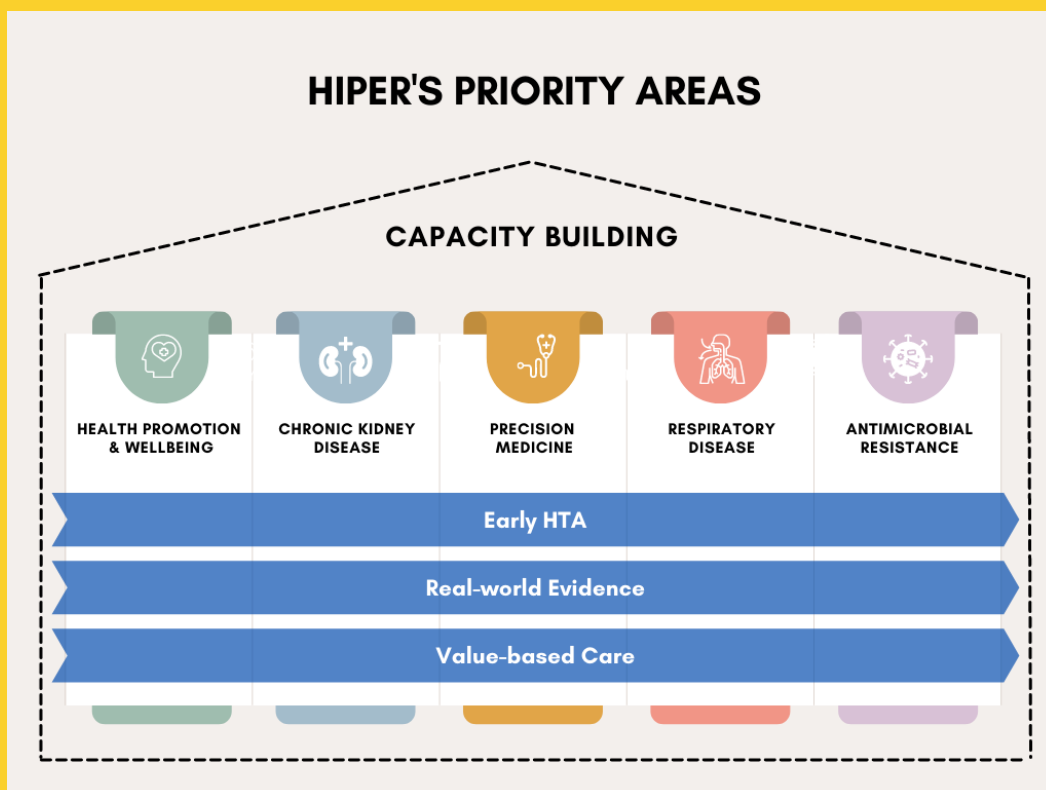 HIPER'S PRIORITY AREAS
CAPACITY BUILDING
HEALTH PROMOTION
& WELLBEING
CHRONIC KIDNEY
DISEASE
PRECISION
MEDICINE
RESPIRATORY
DISEASE
ANTIMICROBIAL
RESISTANCE
Early HTA
Real-world Evidence
Value-based Care